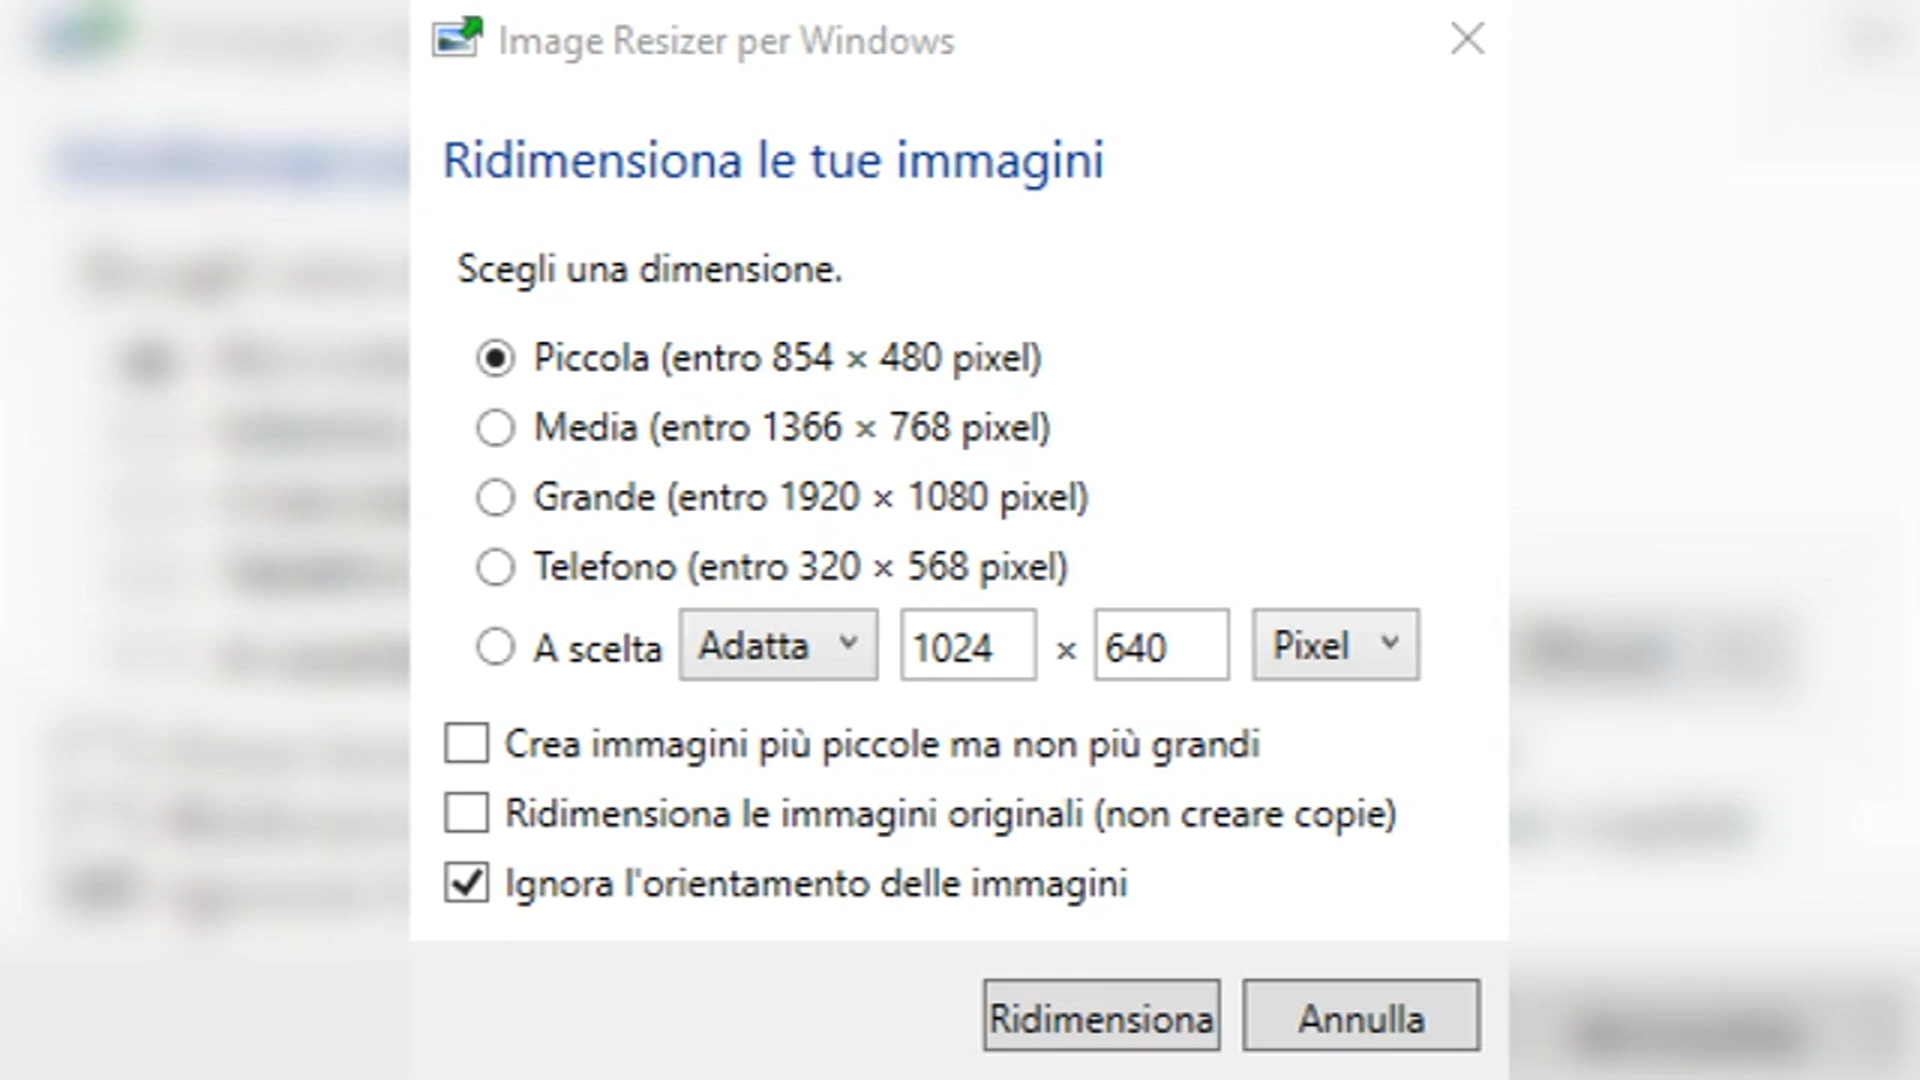 Image Resizer per Windows
Ridimensiona le tue immagini
Scegli una dimensione.
Piccola (entro 854 × 480 pixel)
Media (entro 1366 × 768 pixel)
Grande (entro 1920 × 1080 pixel)
Telefono (entro 320 × 568 pixel)
A scelta Adatta 1024 × 640 Pixel
Crea immagini più piccole ma non più grandi
Ridimensiona le immagini originali (non creare copie)
Ignora l'orientamento delle immagini
Ridimensiona Annulla